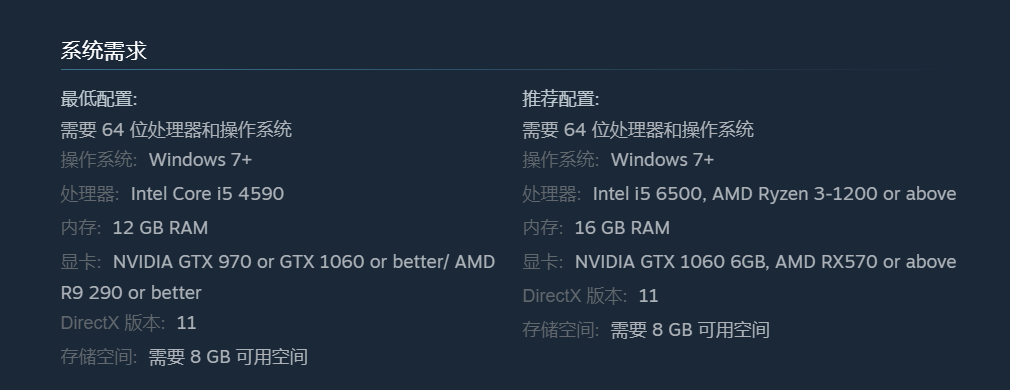 系统需求
最低配置:
需要 64 位处理器和操作系统
操作系统: Windows 7+
处理器: Intel Core i5 4590
内存: 12 GB RAM
显卡: NVIDIA GTX 970 or GTX 1060 or better/ AMD
R9 290 or better
DirectX 版本: 11
存储空间: 需要 8 GB 可用空间
推荐配置:
需要 64 位处理器和操作系统
操作系统: Windows 7+
处理器: Intel i5 6500, AMD Ryzen 3-1200 or above
内存: 16 GB RAM
显卡: NVIDIA GTX 1060 6GB, AMD RX570 or above
DirectX 版本: 11
存储空间: 需要 8 GB 可用空间